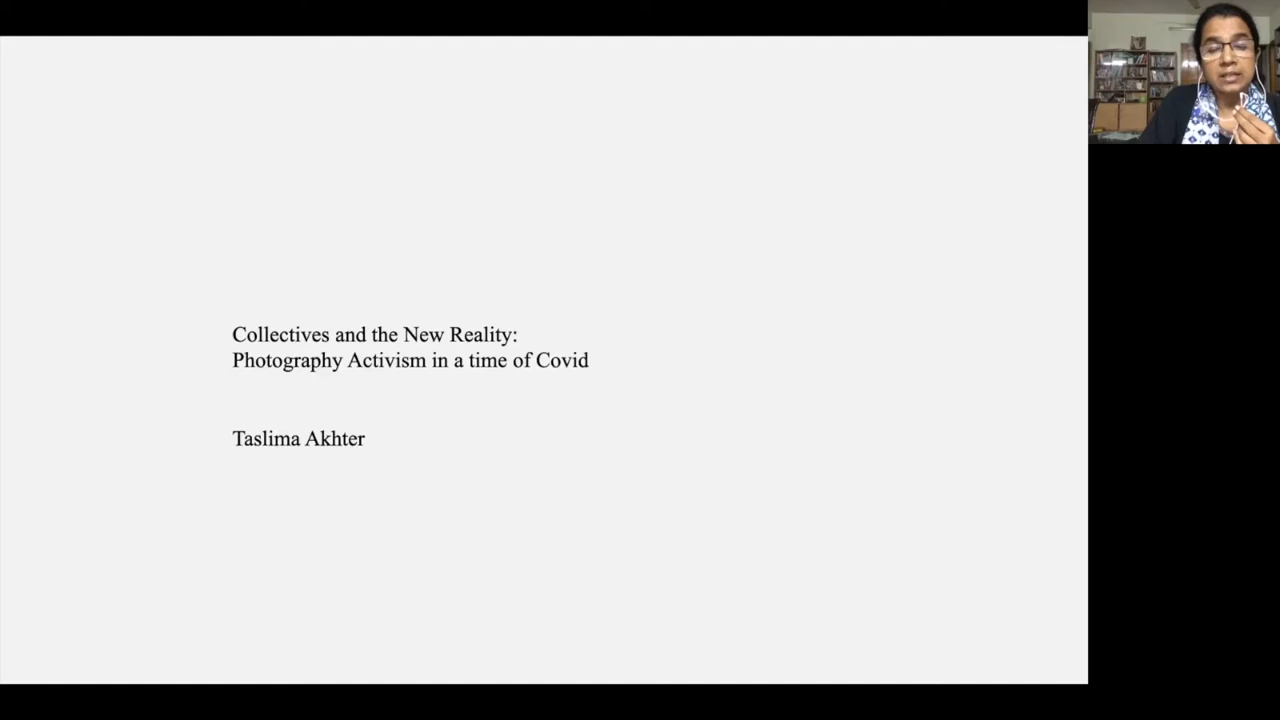 Collectives and the New Reality:
Photography Activism in a time of Covid
Taslima Akhter